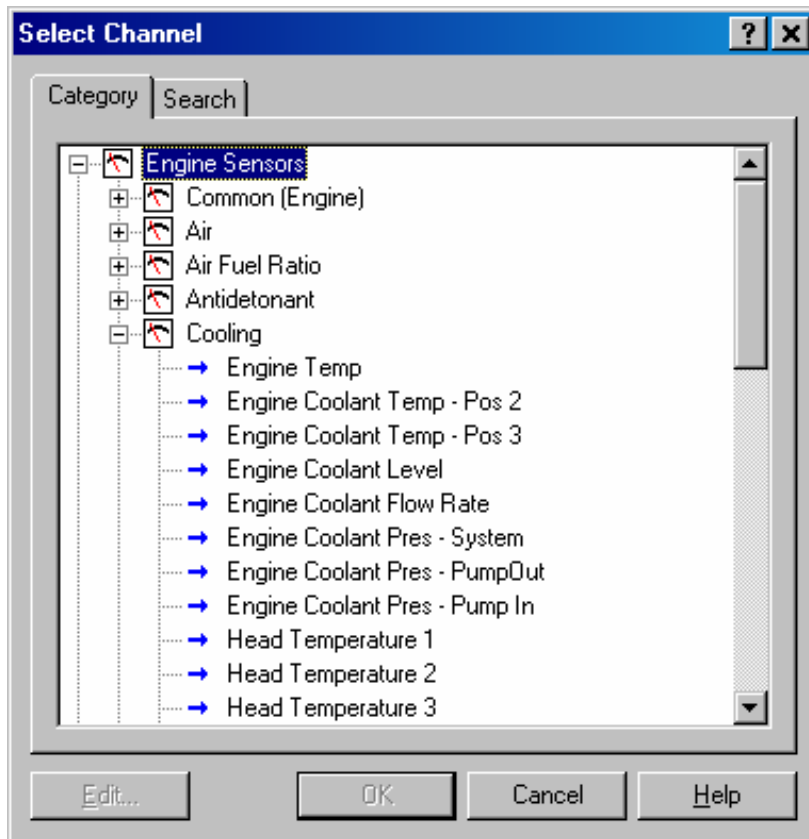 Select Channel
Category Search
Engine Sensors
Common (Engine)
Air
Air Fuel Ratio
Antidetonant
Cooling
Engine Temp
Engine Coolant Temp - Pos 2
Engine Coolant Temp - Pos 3
Engine Coolant Level
Engine Coolant Flow Rate
Engine Coolant Pres - System
Engine Coolant Pres - PumpOut
Engine Coolant Pres - Pump In
Head Temperature 1
Head Temperature 2
Head Temperature 3
Edit... OK Cancel Help